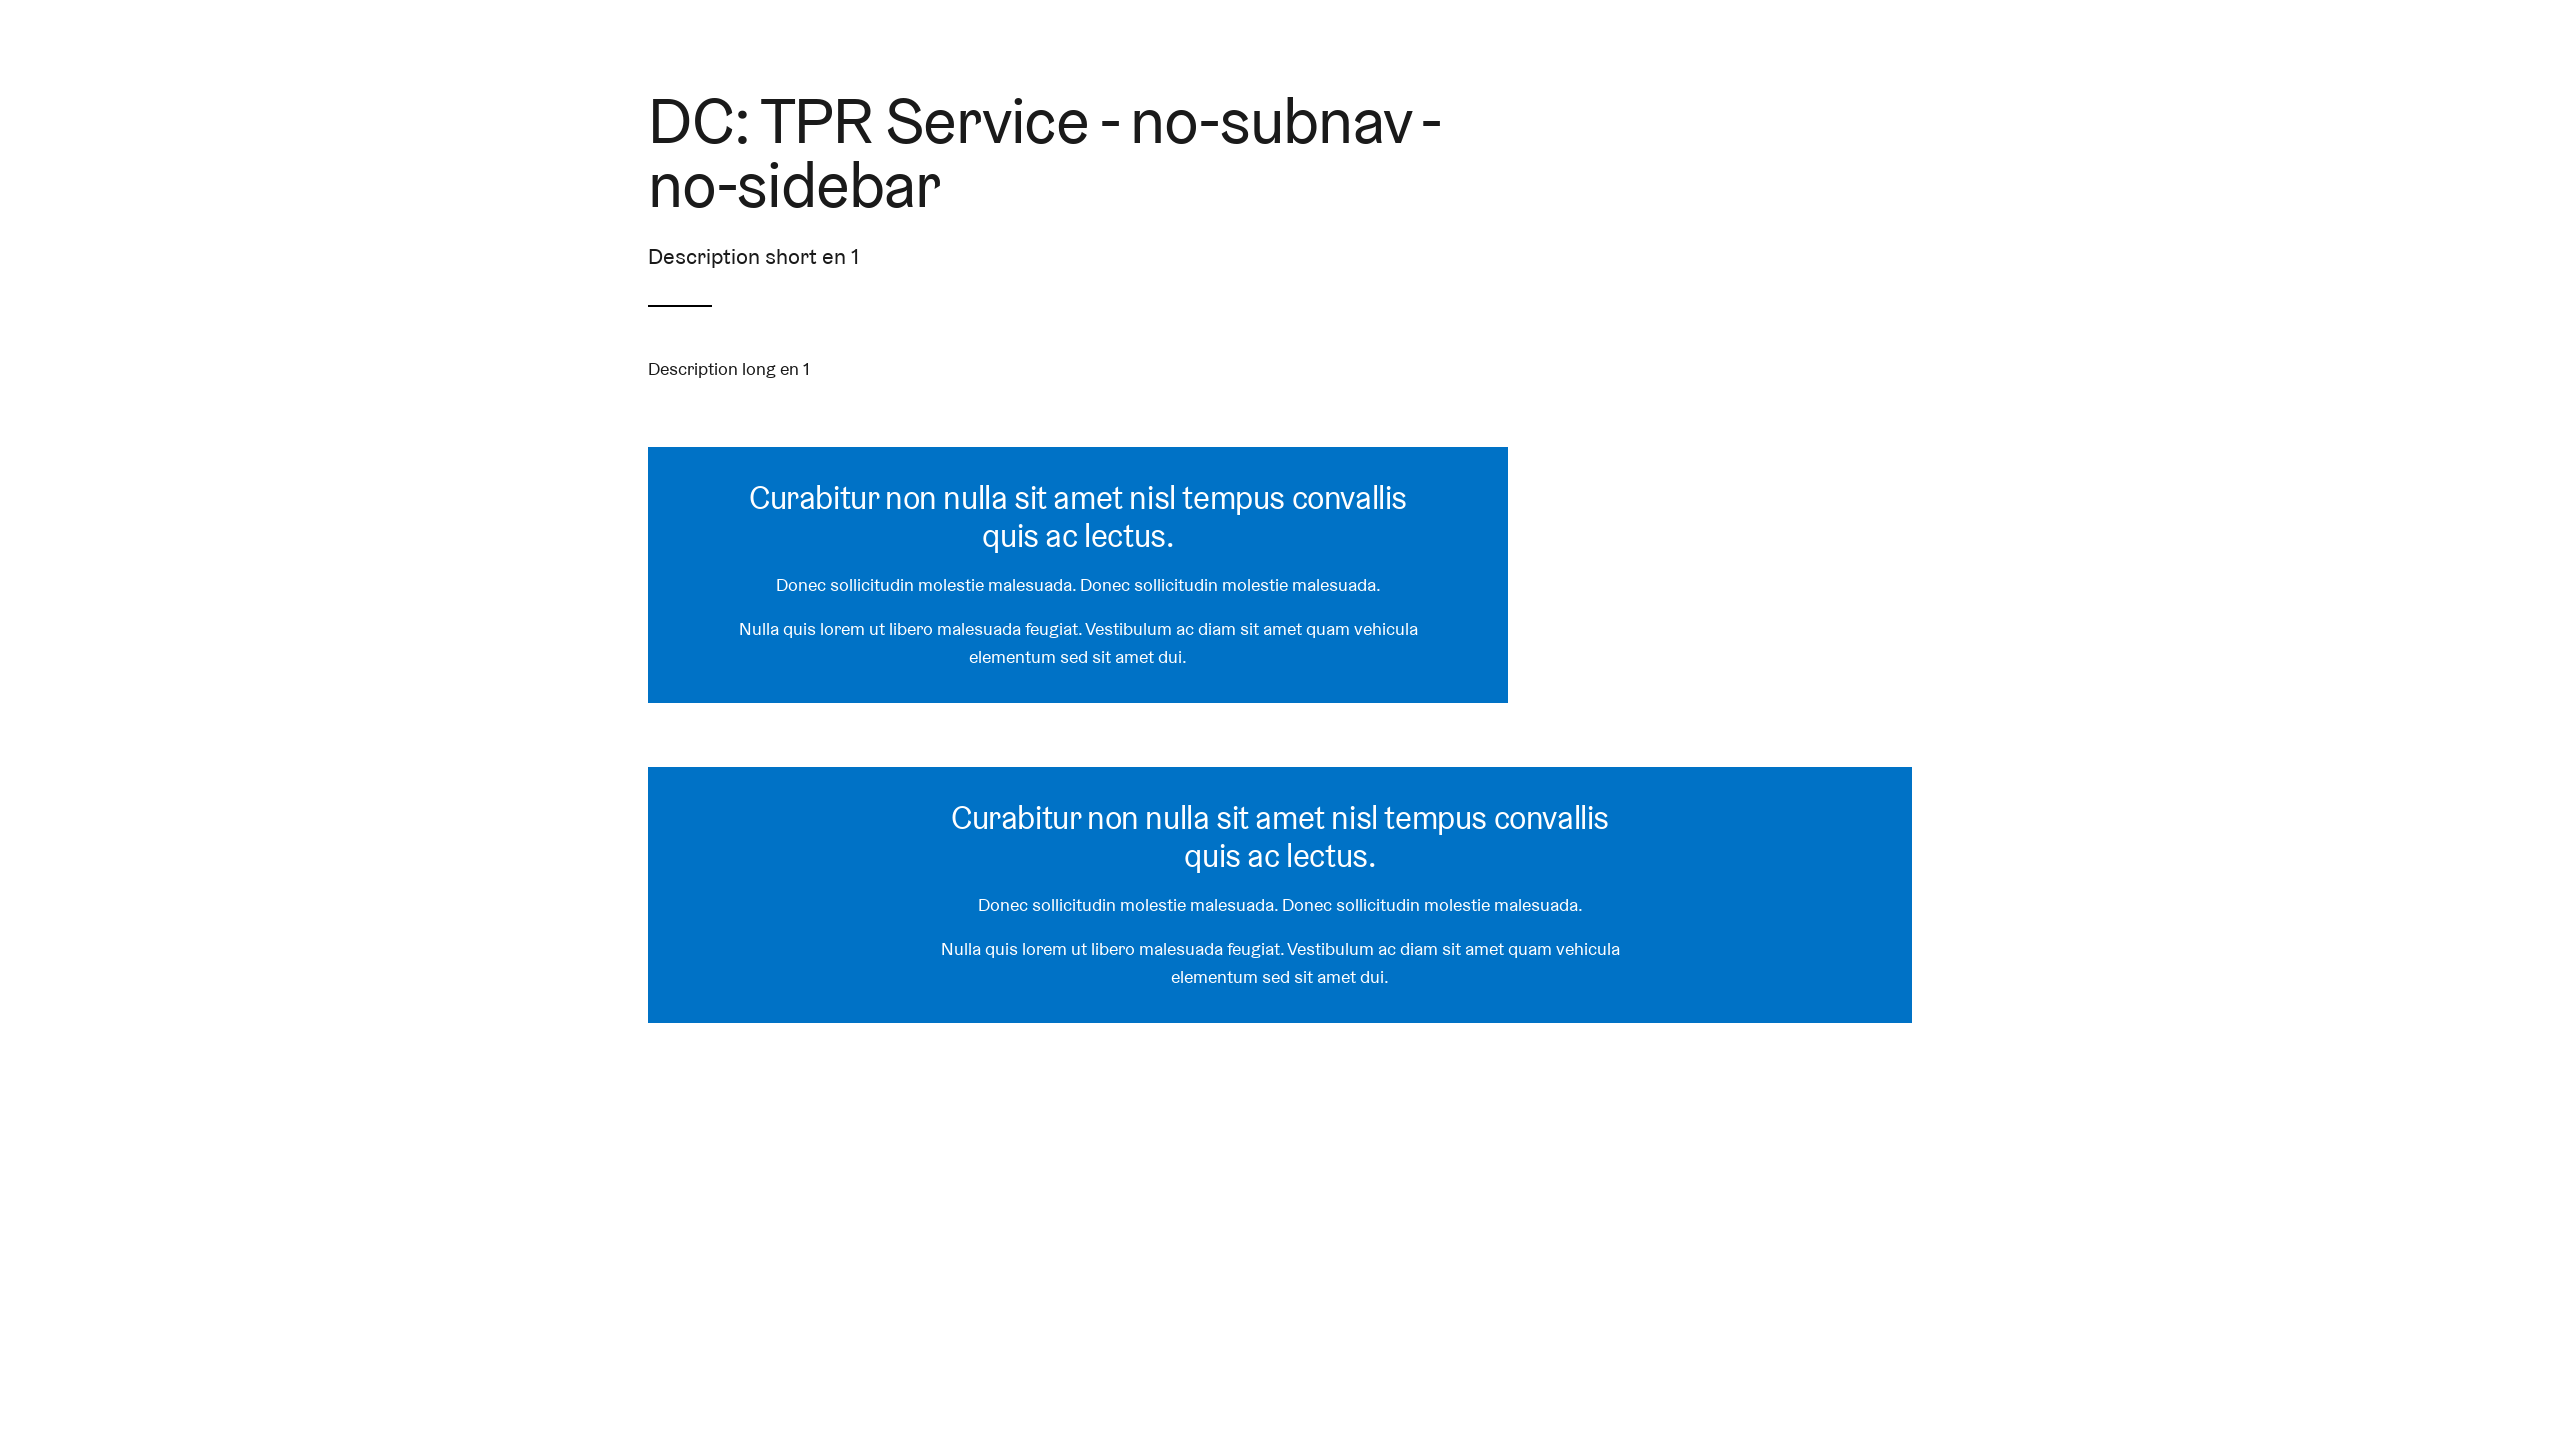 DC: TPR Service - no-subnav -
no-sidebar
Description short en 1
Description long en 1
Curabitur non nulla sit amet nisl tempus convallis
quis ac lectus.
Donec sollicitudin molestie malesuada. Donec sollicitudin molestie malesuada.
Nulla quis lorem ut libero malesuada feugiat. Vestibulum ac diam sit amet quam vehicula
elementum sed sit amet dui.
Curabitur non nulla sit amet nisl tempus convallis
quis ac lectus.
Donec sollicitudin molestie malesuada. Donec sollicitudin molestie malesuada.
Nulla quis lorem ut libero malesuada feugiat. Vestibulum ac diam sit amet quam vehicula
elementum sed sit amet dui.